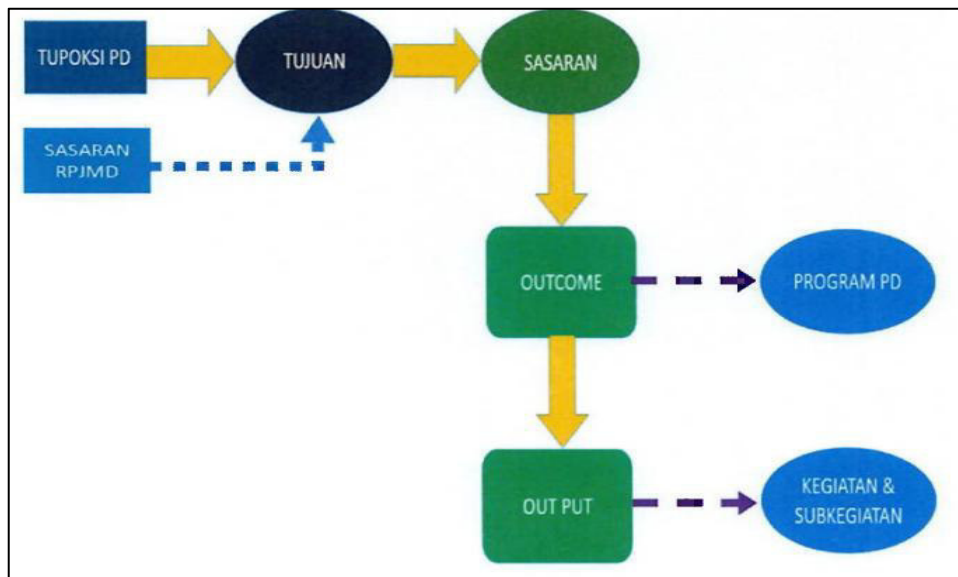 TUPOKSI PD
TUJUAN
SASARAN
SASARAN
RPJMD
OUTCOME
PROGRAM PD
OUT PUT
KEGIATAN &
SUBKEGIATAN